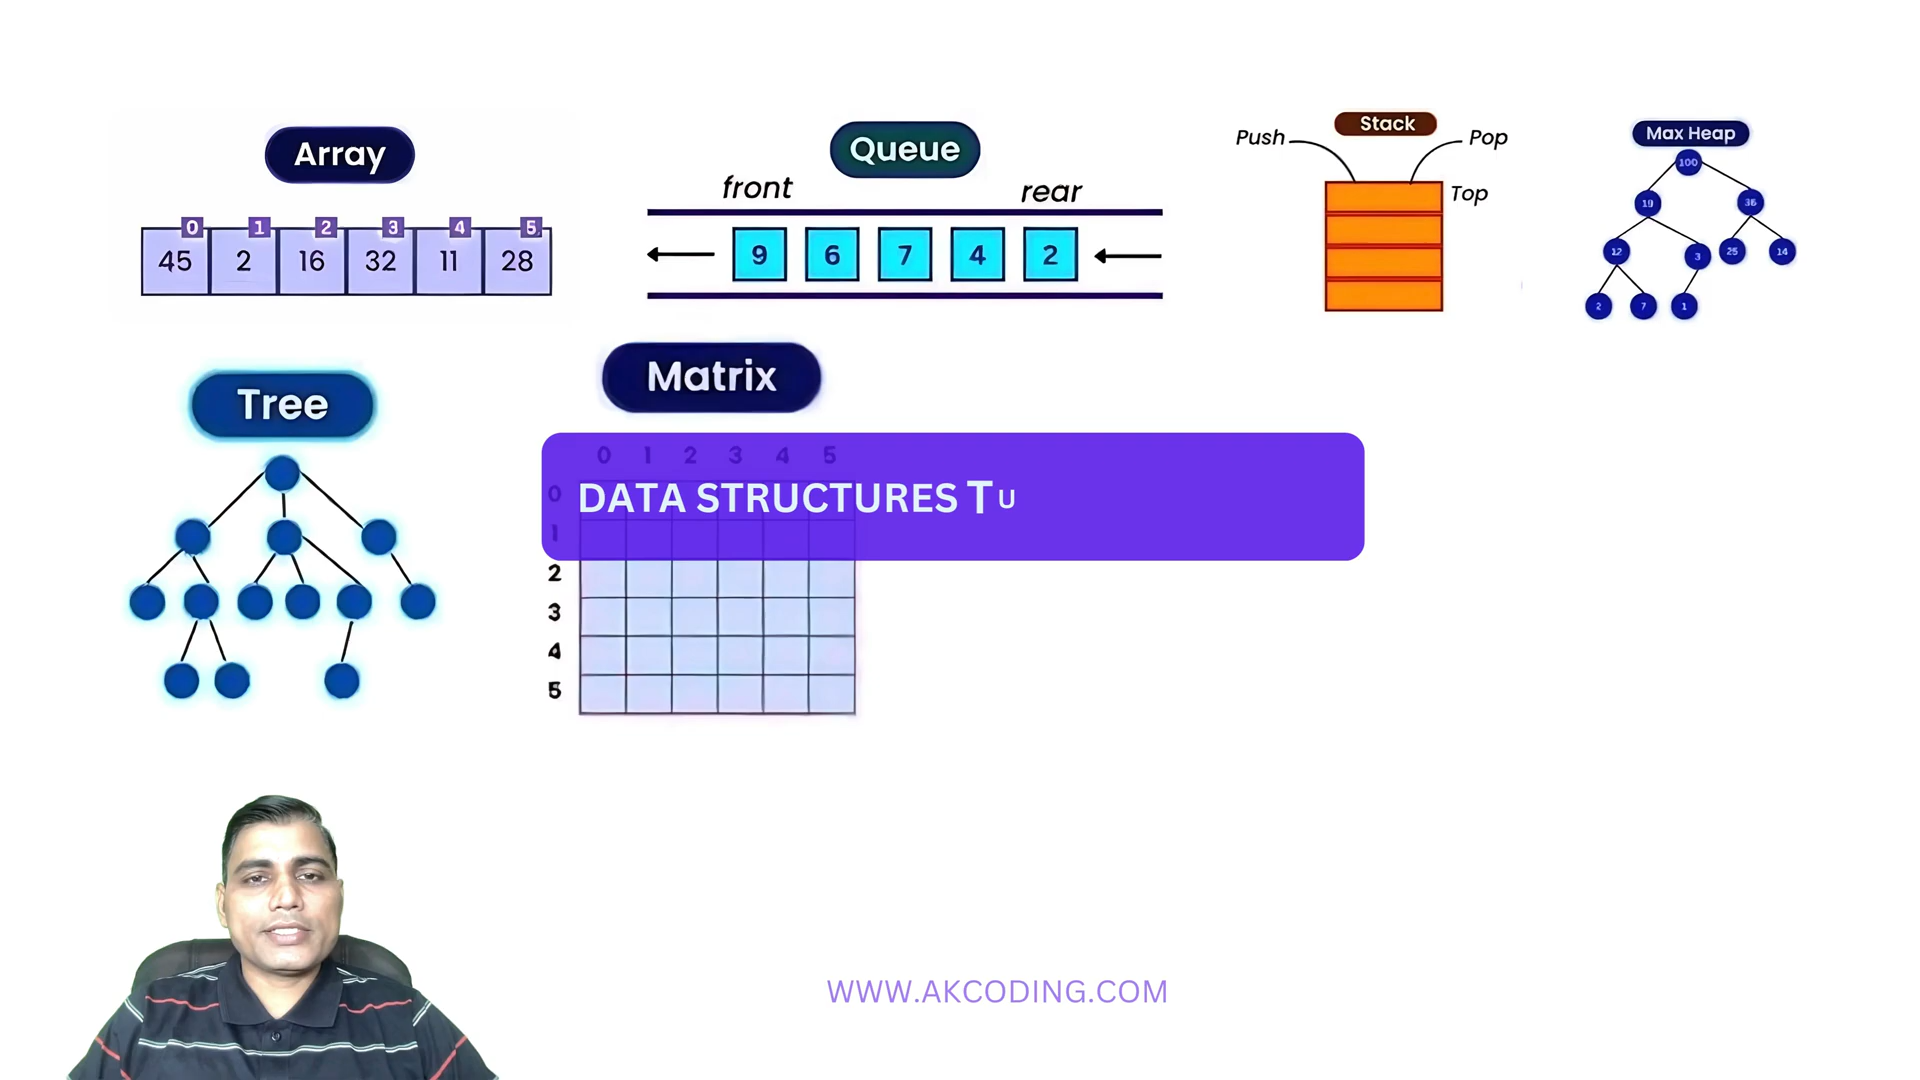 Array
0 1 2 3 4 5
45 2 16 32 11 28
Queue
front rear
9 6 7 4 2
Stack
Push Pop
Top
Max Heap
100
19 36
12 3 25 14
2 7 1
Tree
Matrix
0 1 2 3 4 5
0
1
2
3
4
5
DATA STRUCTURES TU
WWW.AKCODING.COM